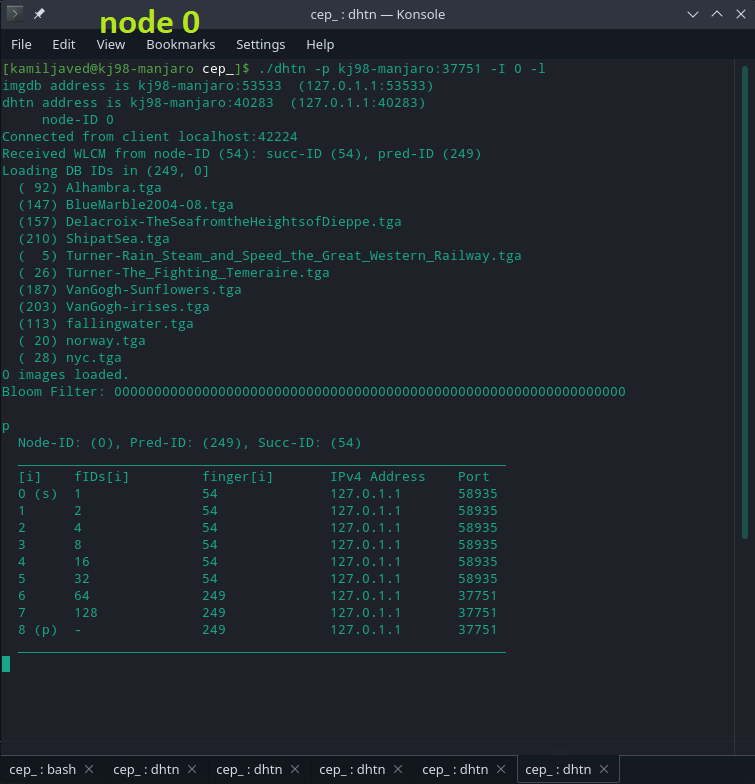 node 0
cep_ : dhtn — Konsole
File Edit View Bookmarks Settings Help
[kamiljaved@kj98-manjaro cep_]$ ./dhtn -p kj98-manjaro:37751 -I 0 -l
imgdb address is kj98-manjaro:53533 (127.0.1.1:53533)
dhtn address is kj98-manjaro:40283 (127.0.1.1:40283)
node-ID 0
Connected from client localhost:42224
Received WLCM from node-ID (54): succ-ID (54), pred-ID (249)
Loading DB IDs in (249, 0]
( 92) Alhambra.tga
(147) BlueMarble2004-08.tga
(157) Delacroix-TheSeafromtheHeightsofDieppe.tga
(210) ShipatSea.tga
( 5) Turner-Rain_Steam_and_Speed_the_Great_Western_Railway.tga
( 26) Turner-The_Fighting_Temeraire.tga
(187) VanGogh-Sunflowers.tga
(203) VanGogh-irises.tga
(113) fallingwater.tga
( 20) norway.tga
( 28) nyc.tga
0 images loaded.
Bloom Filter: 0000000000000000000000000000000000000000000000000000000000000000
p
Node-ID: (0), Pred-ID: (249), Succ-ID: (54)
[i] fIDs[i] finger[i] IPv4 Address Port
0 (s) 1 54 127.0.1.1 58935
1 2 54 127.0.1.1 58935
2 4 54 127.0.1.1 58935
3 8 54 127.0.1.1 58935
4 16 54 127.0.1.1 58935
5 32 54 127.0.1.1 58935
6 64 249 127.0.1.1 37751
7 128 249 127.0.1.1 37751
8 (p) - 249 127.0.1.1 37751
cep_ : bash cep_ : dhtn cep_ : dhtn cep_ : dhtn cep_ : dhtn cep_ : dhtn